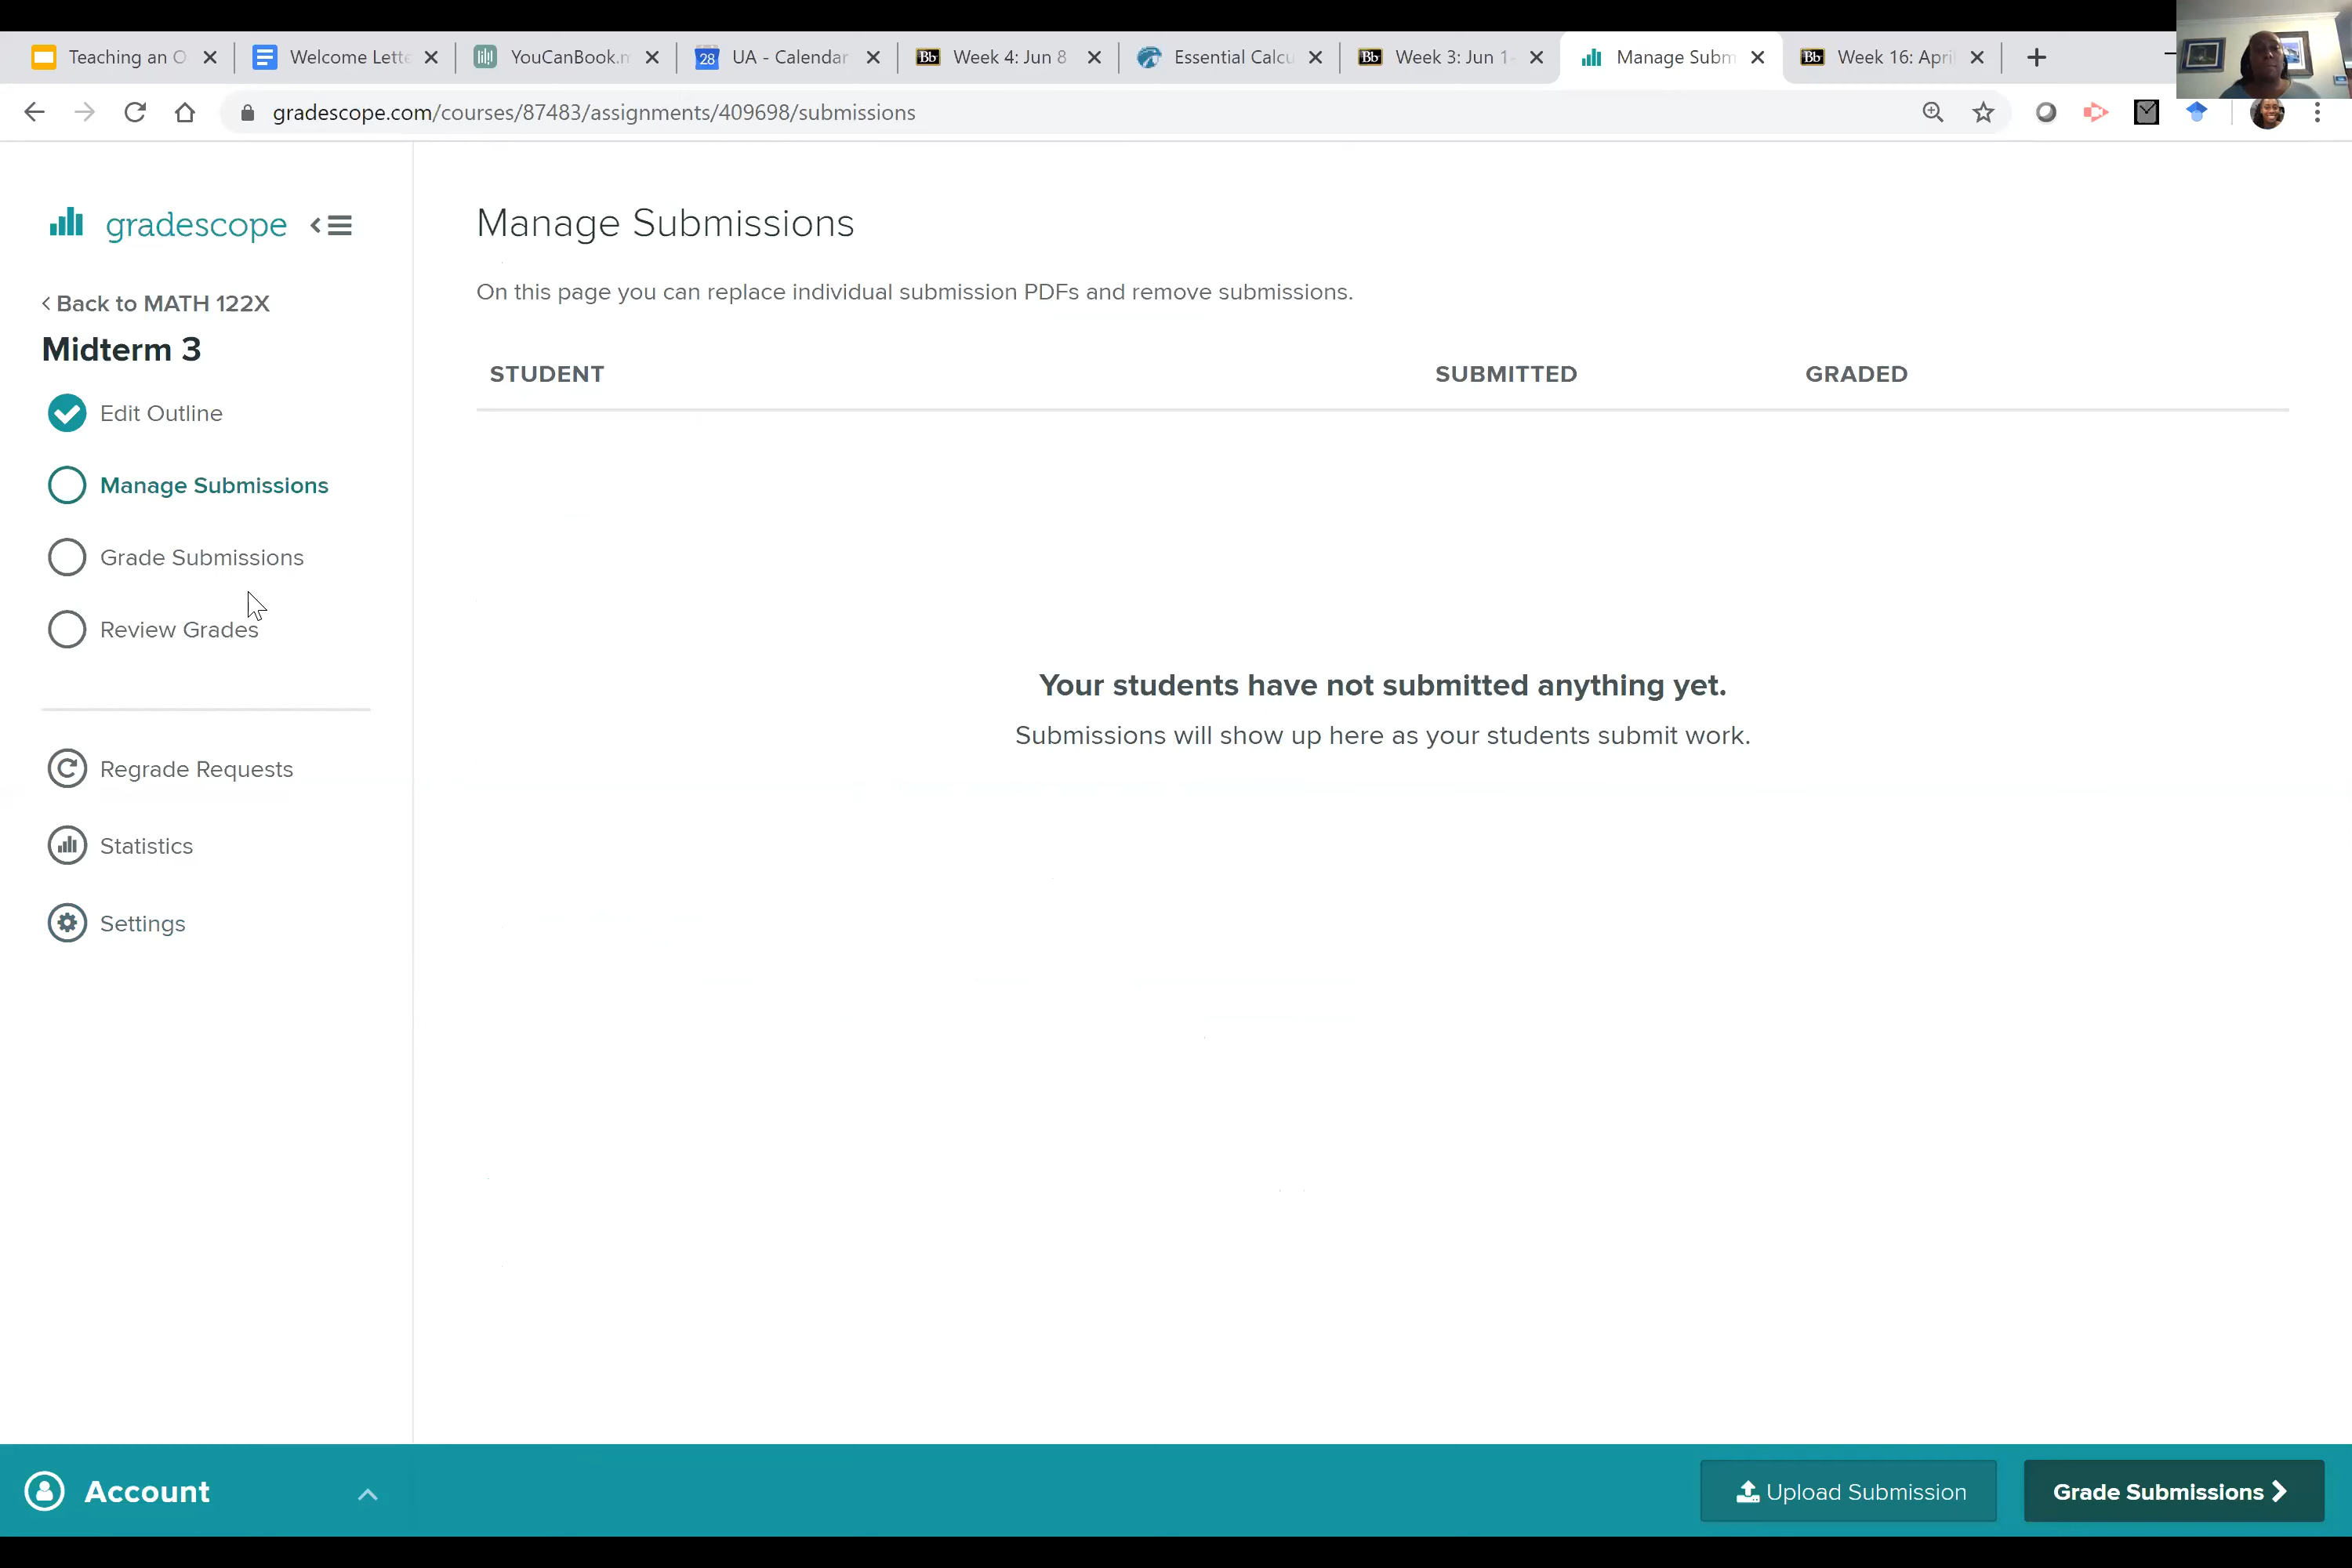 Teaching an O
Welcome Lette
YouCanBook.m
28
UA - Calendar
Bb
Week 4: Jun 8
Essential Calcu
Bb
Week 3: Jun 1
Manage Subm
Bb
Week 16: April
gradescope.com/courses/87483/assignments/409698/submissions
gradescope
Back to MATH 122X
Midterm 3
Edit Outline
Manage Submissions
Grade Submissions
Review Grades
Regrade Requests
Statistics
Settings
Manage Submissions
On this page you can replace individual submission PDFs and remove submissions.
STUDENT SUBMITTED GRADED
Your students have not submitted anything yet.
Submissions will show up here as your students submit work.
Account
Upload Submission
Grade Submissions